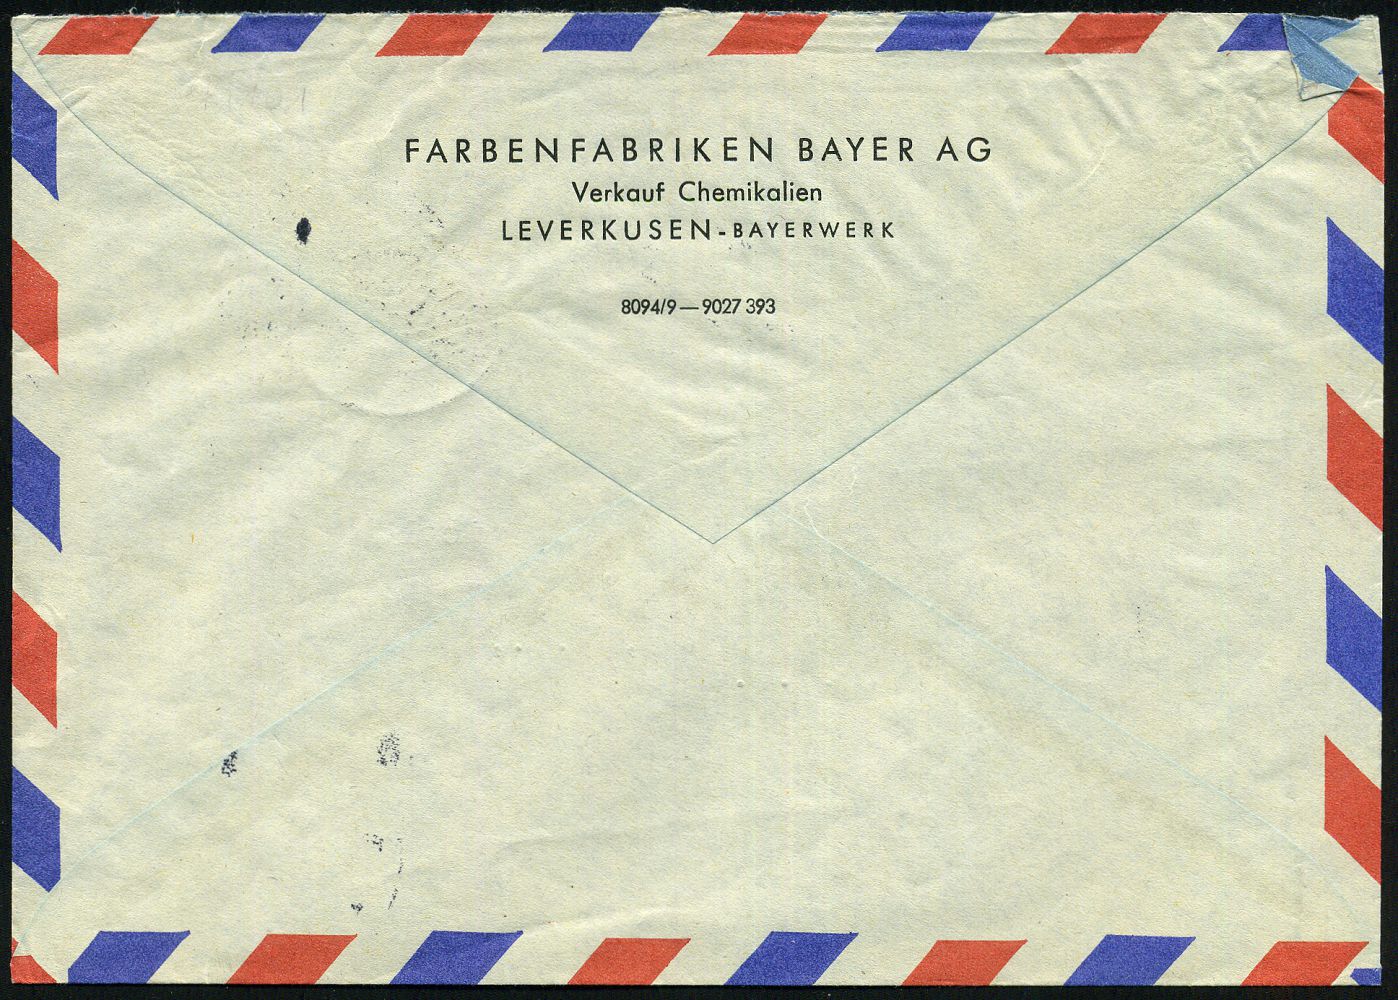 FARBENFABRIKEN BAYER AG
Verkauf Chemikalien
LEVERKUSEN-BAYERWERK
8094/9—9027 393